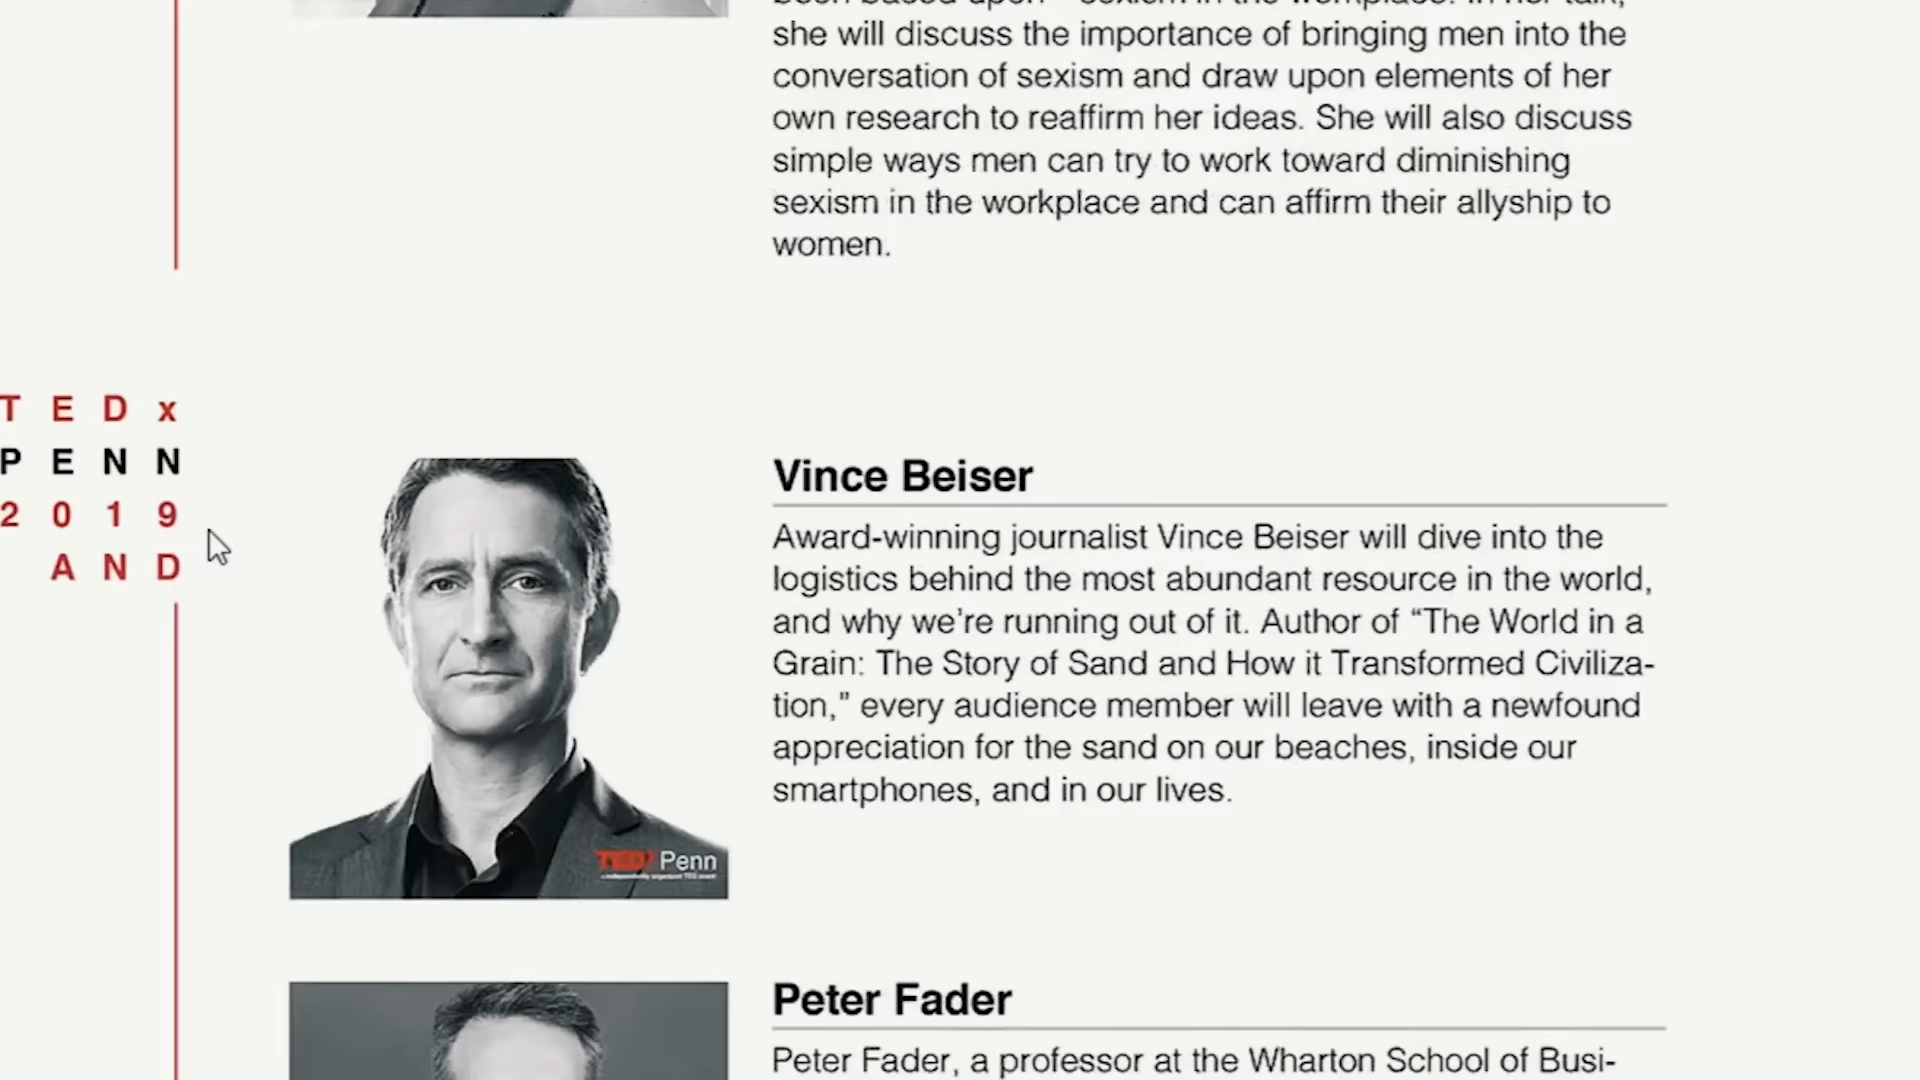 she will discuss the importance of bringing men into the
conversation of sexism and draw upon elements of her
own research to reaffirm her ideas. She will also discuss
simple ways men can try to work toward diminishing
sexism in the workplace and can affirm their allyship to
women.
TEDx
PENN
2019
AND
Vince Beiser
Award-winning journalist Vince Beiser will dive into the
logistics behind the most abundant resource in the world,
and why we’re running out of it. Author of “The World in a
Grain: The Story of Sand and How it Transformed Civiliza-
tion,” every audience member will leave with a newfound
appreciation for the sand on our beaches, inside our
smartphones, and in our lives.
TEDx Penn
Peter Fader
Peter Fader, a professor at the Wharton School of Busi-